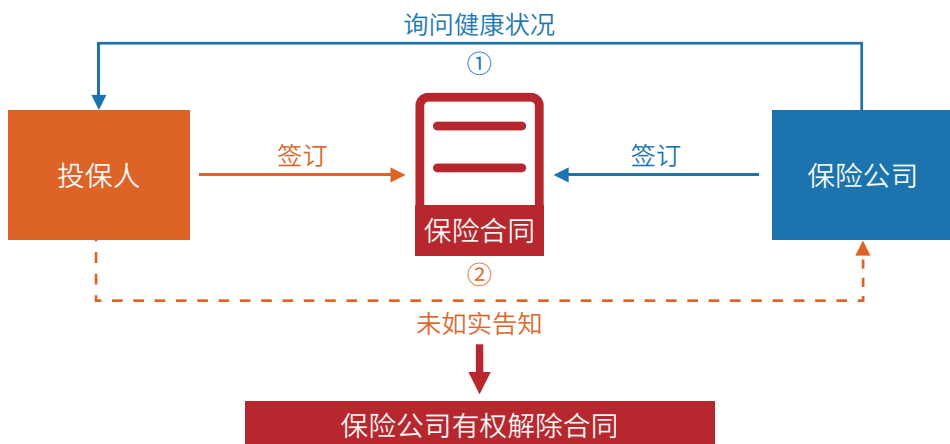 询问健康状况
①
投保人
签订
签订
保险公司
保险合同
②
未如实告知
保险公司有权解除合同